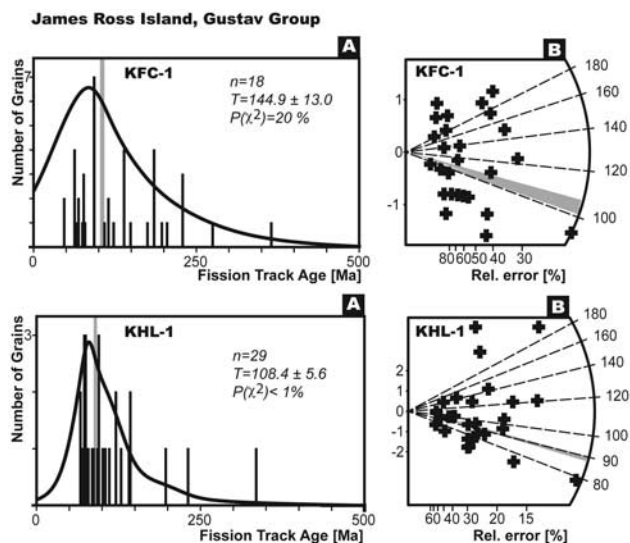 James Ross Island, Gustav Group
A
KFC-1
n=18
T=144.9 ± 13.0
P(χ²)=20 %
7
Number of Grains
0
250
500
Fission Track Age [Ma]
B
KFC-1
180
160
140
120
100
1
0
-1
80 60 50 40 30
Rel. error [%]
A
KHL-1
n=29
T=108.4 ± 5.6
P(χ²)< 1%
3
Number of Grains
0
250
500
Fission Track Age [Ma]
B
KHL-1
180
160
140
120
100
90
80
2
1
0
-1
-2
60 40 30 20 15
Rel. error [%]